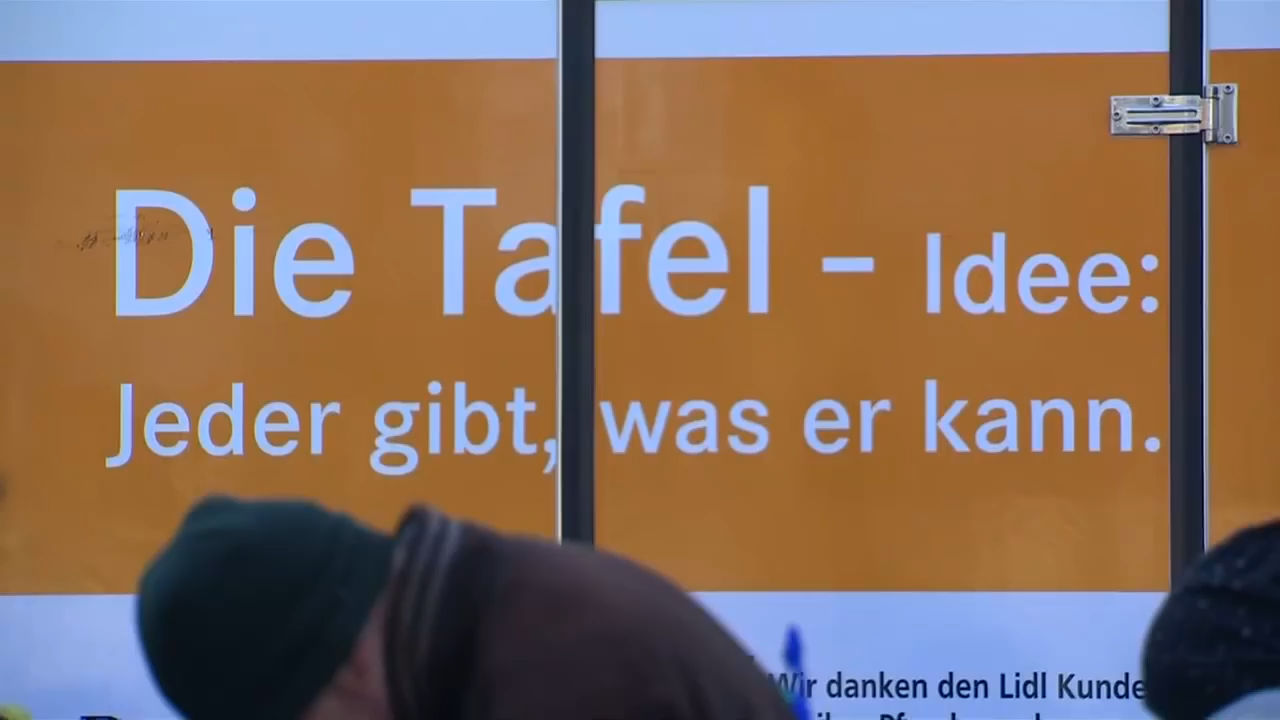 Die Tafel - Idee:
Jeder gibt, was er kann.
Wir danken den Lidl Kunde